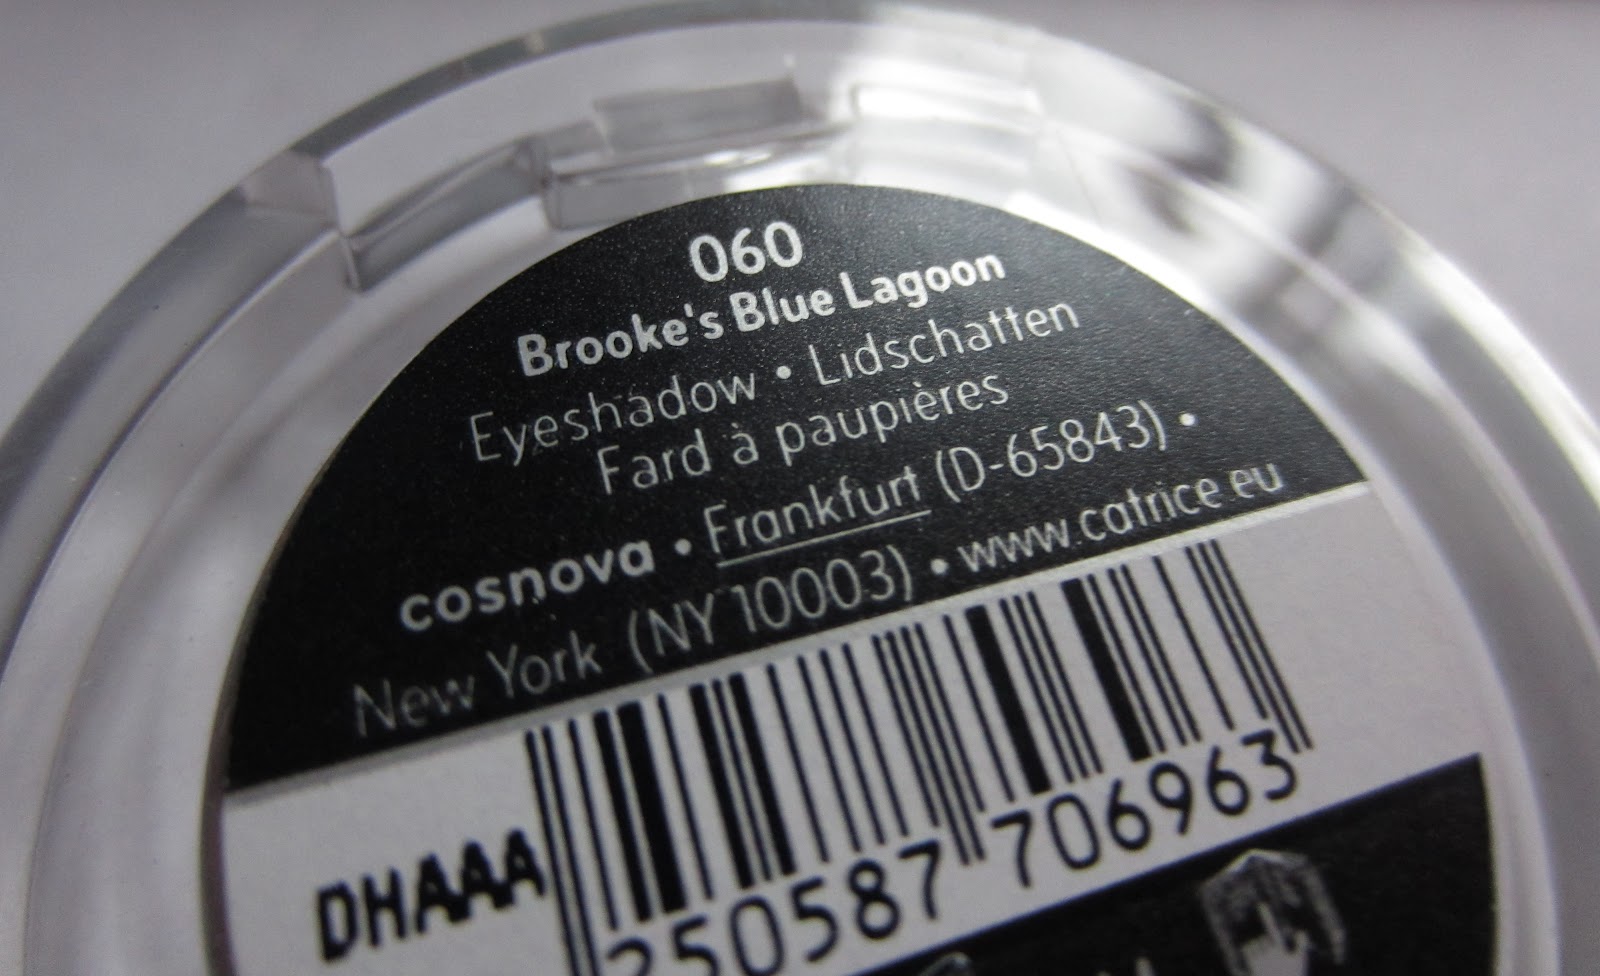 060
Brooke's Blue Lagoon
Eyeshadow • Lidschatten
Fard à paupières
cosnova • Frankfurt (D-65843) •
New York (NY 10003) • www.catrice.eu
DHAAA
250587 706963